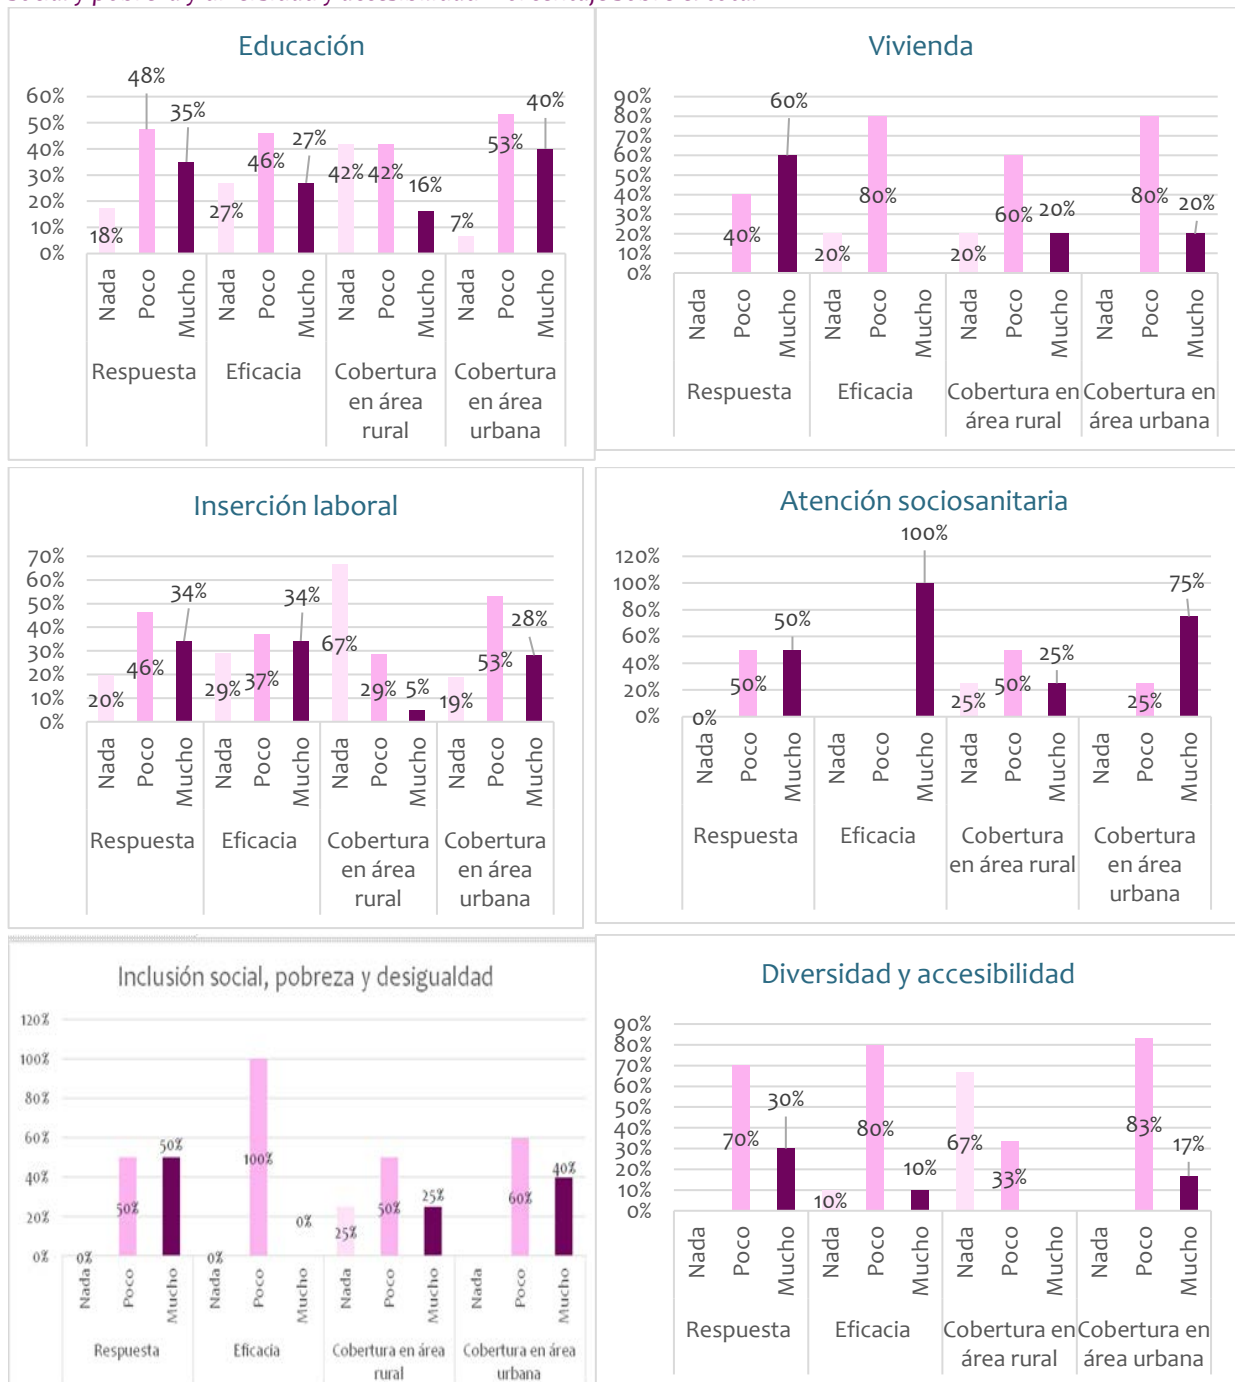 social y pobreza y diversidad y accesibilidad Porcentaje sobre el total
Educación
60%
50%
40%
30%
20%
10%
0%
18%
48%
35%
27%
46%
27%
42%
42%
16%
7%
53%
40%
Nada Poco Mucho Nada Poco Mucho Nada Poco Mucho Nada Poco Mucho
Respuesta
Eficacia
Cobertura
en área
rural
Cobertura
en área
urbana
Vivienda
90%
80%
70%
60%
50%
40%
30%
20%
10%
0%
40%
60%
20%
80%
20%
60%
20%
80%
20%
Nada Poco Mucho Nada Poco Mucho Nada Poco Mucho Nada Poco Mucho
Respuesta
Eficacia
Cobertura en
área rural
Cobertura en
área urbana
Inserción laboral
70%
60%
50%
40%
30%
20%
10%
0%
20%
46%
34%
29%
37%
34%
67%
29%
5%
19%
53%
28%
Nada Poco Mucho Nada Poco Mucho Nada Poco Mucho Nada Poco Mucho
Respuesta
Eficacia
Cobertura
en área
rural
Cobertura
en área
urbana
Atención sociosanitaria
120%
100%
80%
60%
40%
20%
0%
0%
50%
50%
100%
25%
50%
25%
25%
75%
Nada Poco Mucho Nada Poco Mucho Nada Poco Mucho Nada Poco Mucho
Respuesta
Eficacia
Cobertura
en área rural
Cobertura
en área
urbana
Inclusión social, pobreza y desigualdad
120%
100%
80%
60%
40%
20%
0%
0%
50%
50%
0%
100%
0%
25%
50%
25%
60%
40%
Nada Poco Mucho Nada Poco Mucho Nada Poco Mucho Nada Poco Mucho
Respuesta
Eficacia
Cobertura en área
rural
Cobertura en área
urbana
Diversidad y accesibilidad
90%
80%
70%
60%
50%
40%
30%
20%
10%
0%
70%
30%
10%
80%
10%
67%
33%
83%
17%
Nada Poco Mucho Nada Poco Mucho Nada Poco Mucho Nada Poco Mucho
Respuesta
Eficacia
Cobertura en
área rural
Cobertura en
área urbana